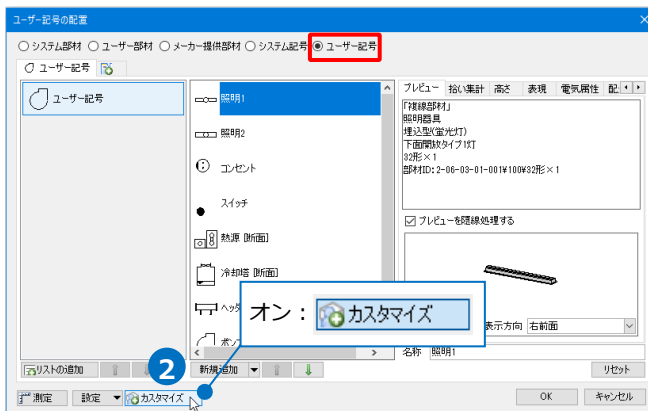 ユーザー記号の配置
システム部材 ユーザー部材 メーカー提供部材 システム記号 ユーザー記号
ユーザー記号
ユーザー記号
照明1
照明2
コンセント
スイッチ
熱源 [断面]
冷却塔 [断面]
プレビュー 拾い集計 高さ 表現 電気属性
「複線部材」
照明器具
埋込型(蛍光灯)
下面開放タイプ1灯
32形×1
部材ID:2-06-03-01-001¥100¥32形×1
プレビューを隠線処理する
オン: カスタマイズ
表示方向 右前面
名称 照明1
リストの追加
2
新規追加
リセット
測定 設定 カスタマイズ
OK キャンセル